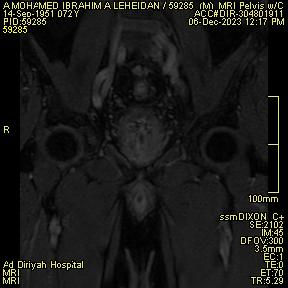 A MOHAMED IBRAHIM A LEHEIDAN / 59285 (M) MRI Pelvis w/C
14-Sep-1951 072Y ACC#DIR-304801911
PID:59285 06-Dec-2023 12:17 PM
59285
R
100mm
ssmDIXON C+
SE:2102
IM:45
DFOV:300
3.5mm
EC:1
Ad Diriyah Hospital TE:0
MRI ET:70
MRI TR:5.29